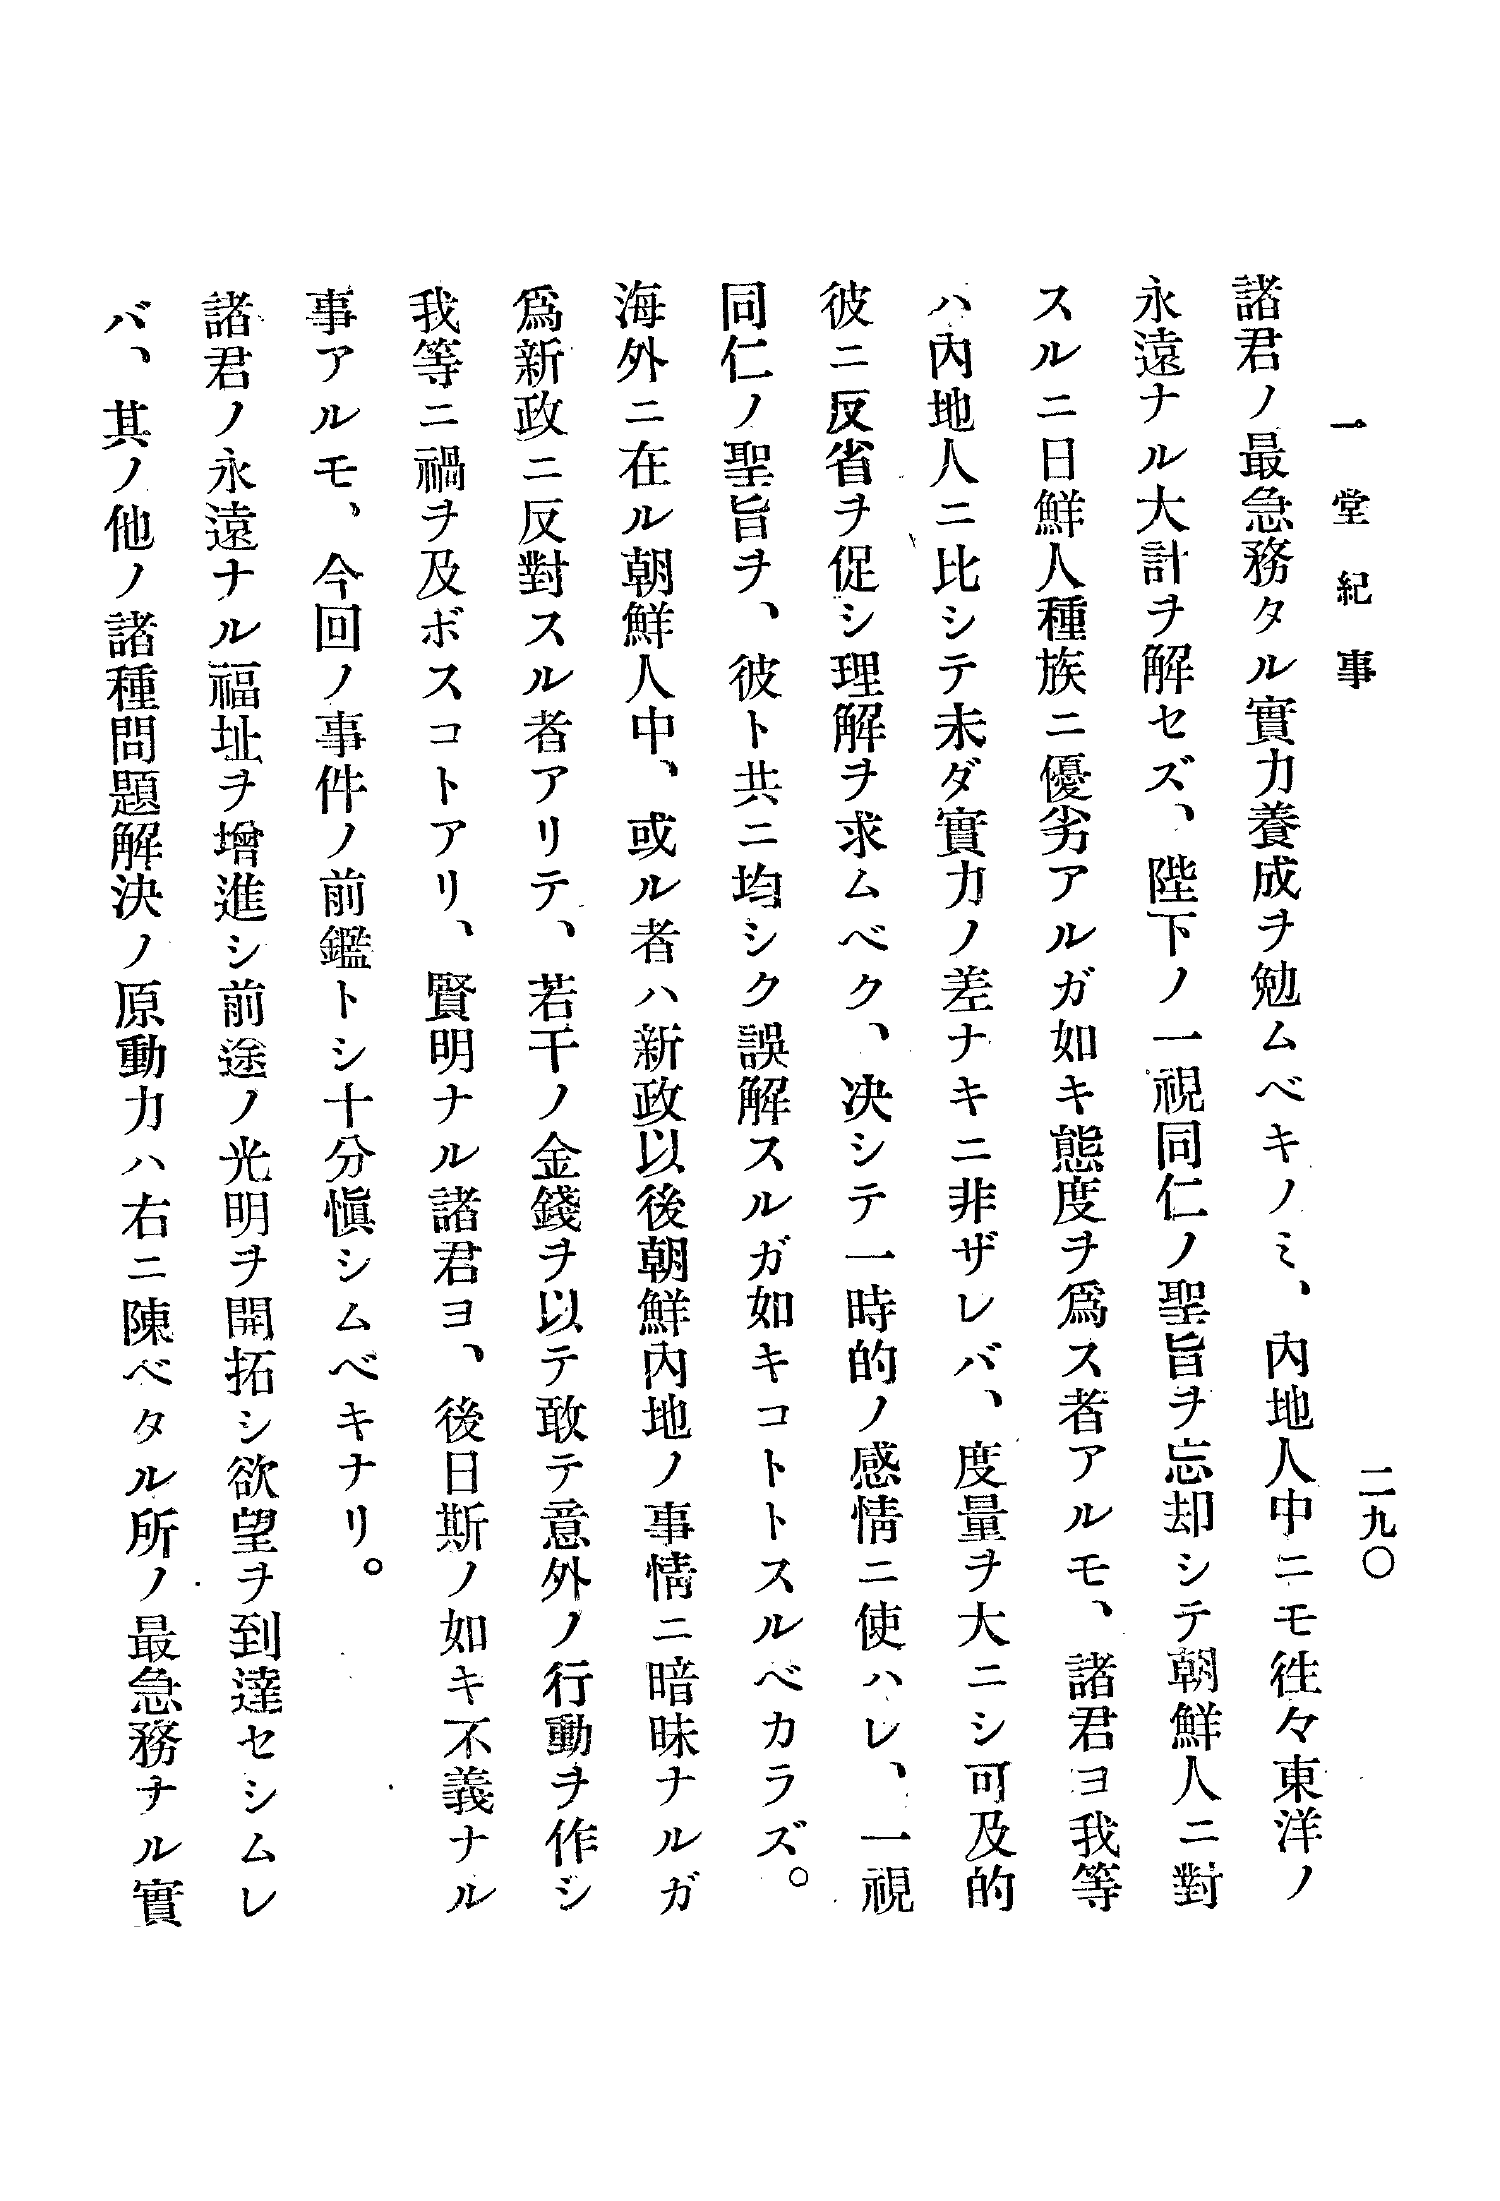 一堂紀事
二九〇
諸君ノ最急務タル實力養成ヲ勉ムベキノミ、內地人中ニモ徃々東洋ノ
永遠ナル大計ヲ解セズ、陛下ノ一視同仁ノ聖旨ヲ忘却シテ朝鮮人ニ對
スルニ日鮮人種族ニ優劣アルガ如キ態度ヲ爲ス者アルモ、諸君ヨ我等
ハ內地人ニ比シテ未ダ實力ノ差ナキニ非ザレバ、度量ヲ大ニシ可及的
彼ニ反省ヲ促シ理解ヲ求ムベク、决シテ一時的ノ感情ニ使ハレ、一視
同仁ノ聖旨ヲ、彼ト共ニ均シク誤解スルガ如キコトトスルベカラズ。
海外ニ在ル朝鮮人中、或ル者ハ新政以後朝鮮內地ノ事情ニ暗昧ナルガ
爲新政ニ反對スル者アリテ、若干ノ金錢ヲ以テ敢テ意外ノ行動ヲ作シ
我等ニ禍ヲ及ボスコトアリ、賢明ナル諸君ヨ、後日斯ノ如キ不義ナル
事アルモ、今回ノ事件ノ前鑑トシ十分愼シムベキナリ。
諸君ノ永遠ナル福址ヲ增進シ前途ノ光明ヲ開拓シ欲望ヲ到達セシムレ
バ、其ノ他ノ諸種問題解決ノ原動力ハ右ニ陳ベタル所ノ最急務ナル實